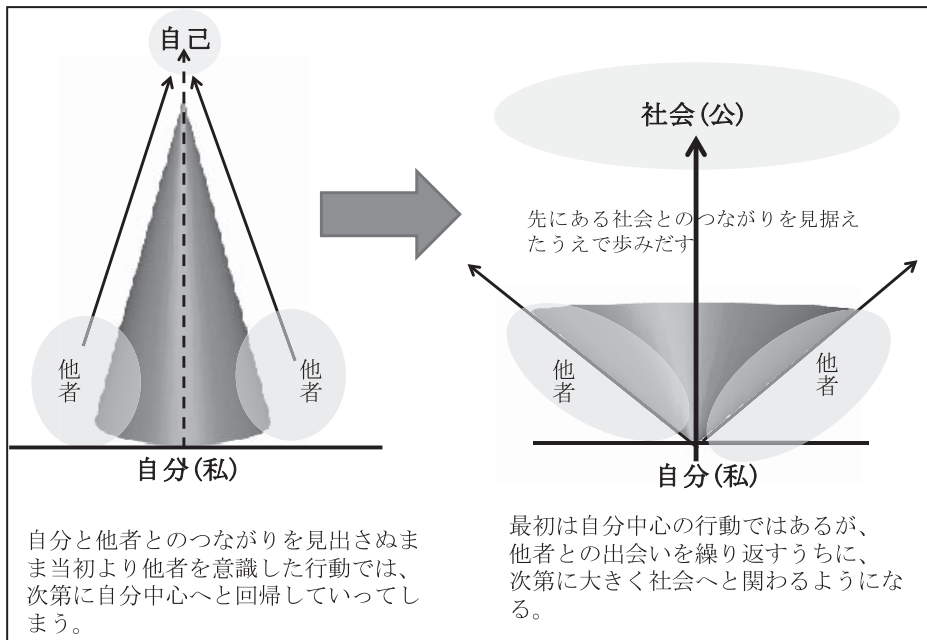 自己
他者
他者
自分(私)
自分と他者とのつながりを見出さぬま
ま当初より他者を意識した行動では、
次第に自分中心へと回帰していってし
まう。
社会(公)
先にある社会とのつながりを見据え
たうえで歩みだす
他者
他者
自分(私)
最初は自分中心の行動ではあるが、
他者との出会いを繰り返すうちに、
次第に大きく社会へと関わるようにな
る。